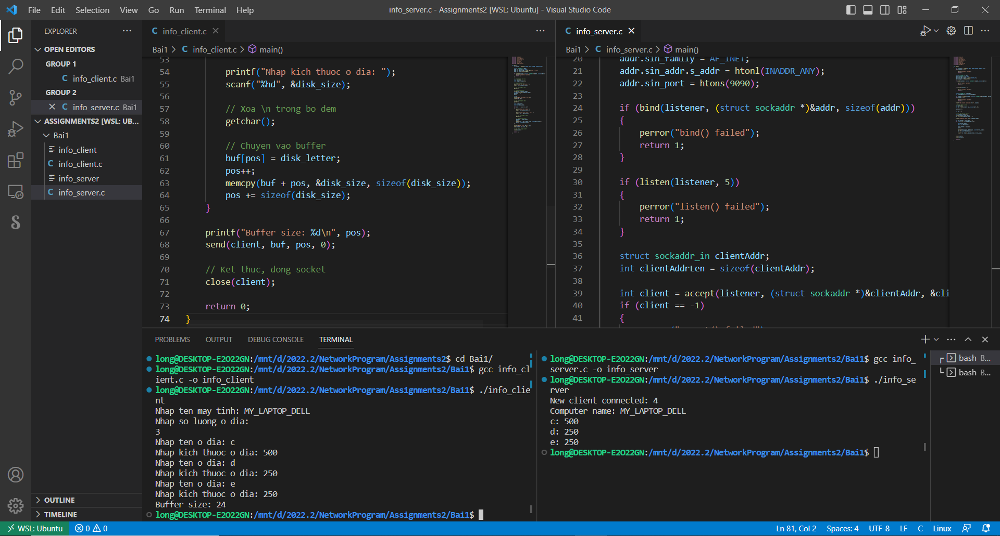 File Edit Selection View Go Run Terminal Help
info_server.c - Assignments2 [WSL: Ubuntu] - Visual Studio Code
EXPLORER
OPEN EDITORS
GROUP 1
C info_client.c Bai1
GROUP 2
C info_server.c Bai1
ASSIGNMENTS2 [WSL: UB...
Bai1
info_client
C info_client.c
info_server
C info_server.c
OUTLINE
TIMELINE
C info_client.c
Bai1 > C info_client.c > main()
53
54 printf("Nhap kich thuoc o dia: ");
55 scanf("%hd", &disk_size);
56
57 // Xoa \n trong bo dem
58 getchar();
59
60 // Chuyen vao buffer
61 buf[pos] = disk_letter;
62 pos++;
63 memcpy(buf + pos, &disk_size, sizeof(disk_size));
64 pos += sizeof(disk_size);
65 }
66
67 printf("Buffer size: %d\n", pos);
68 send(client, buf, pos, 0);
69
70 // Ket thuc, dong socket
71 close(client);
72
73 return 0;
74 }
C info_server.c
Bai1 > C info_server.c > main()
20 addr.sin_family = AF_INET;
21 addr.sin_addr.s_addr = htonl(INADDR_ANY);
22 addr.sin_port = htons(9090);
23
24 if (bind(listener, (struct sockaddr *)&addr, sizeof(addr)))
25 {
26 perror("bind() failed");
27 return 1;
28 }
29
30 if (listen(listener, 5))
31 {
32 perror("listen() failed");
33 return 1;
34 }
35
36 struct sockaddr_in clientAddr;
37 int clientAddrLen = sizeof(clientAddr);
38
39 int client = accept(listener, (struct sockaddr *)&clientAddr, &cli
40 if (client == -1)
41 {
PROBLEMS OUTPUT DEBUG CONSOLE TERMINAL
long@DESKTOP-E2O22GN:/mnt/d/2022.2/NetworkProgram/Assignments2$ cd Bai1/
long@DESKTOP-E2O22GN:/mnt/d/2022.2/NetworkProgram/Assignments2/Bai1$ gcc info_cl
ient.c -o info_client
long@DESKTOP-E2O22GN:/mnt/d/2022.2/NetworkProgram/Assignments2/Bai1$ ./info_clie
nt
Nhap ten may tinh: MY_LAPTOP_DELL
Nhap so luong o dia:
3
Nhap ten o dia: c
Nhap kich thuoc o dia: 500
Nhap ten o dia: d
Nhap kich thuoc o dia: 250
Nhap ten o dia: e
Nhap kich thuoc o dia: 250
Buffer size: 24
long@DESKTOP-E2O22GN:/mnt/d/2022.2/NetworkProgram/Assignments2/Bai1$
long@DESKTOP-E2O22GN:/mnt/d/2022.2/NetworkProgram/Assignments2/Bai1$ gcc info_
server.c -o info_server
long@DESKTOP-E2O22GN:/mnt/d/2022.2/NetworkProgram/Assignments2/Bai1$ ./info_se
rver
New client connected: 4
Computer name: MY_LAPTOP_DELL
c: 500
d: 250
e: 250
long@DESKTOP-E2O22GN:/mnt/d/2022.2/NetworkProgram/Assignments2/Bai1$
bash B...
bash B...
WSL: Ubuntu 0 0
Ln 81, Col 2 Spaces: 4 UTF-8 LF C Linux